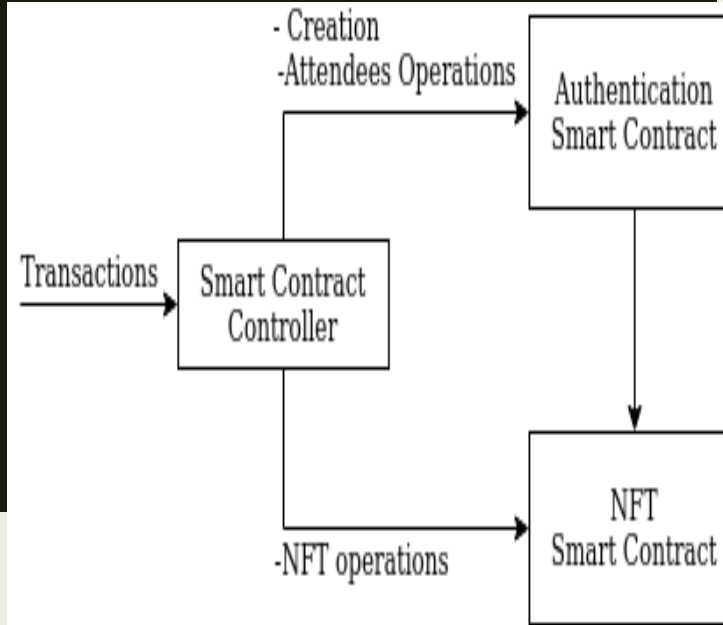 - Creation
-Attendees Operations
Authentication
Smart Contract
Transactions
Smart Contract
Controller
NFT
Smart Contract
-NFT operations